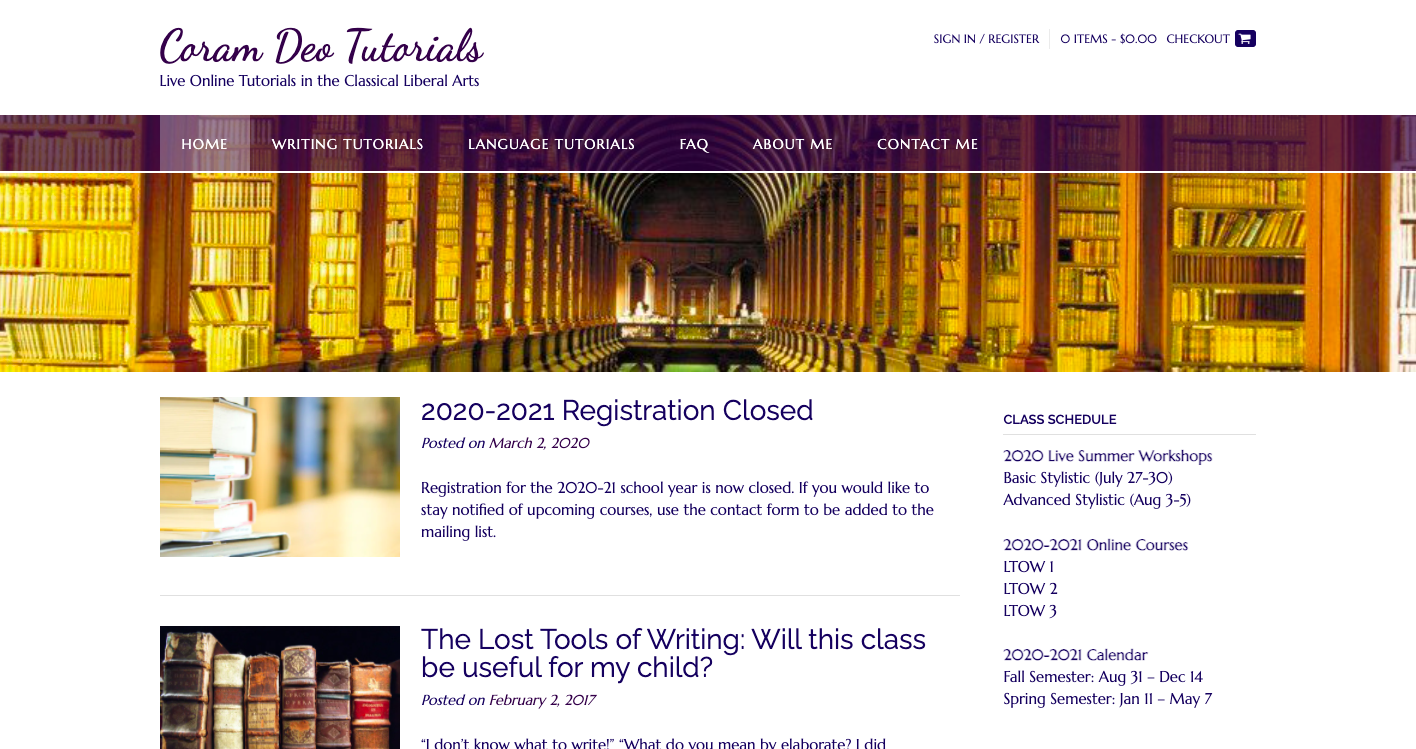 Coram Deo Tutorials
Live Online Tutorials in the Classical Liberal Arts
SIGN IN / REGISTER
0 ITEMS - $0.00
CHECKOUT
HOME
WRITING TUTORIALS
LANGUAGE TUTORIALS
FAQ
ABOUT ME
CONTACT ME
2020-2021 Registration Closed
Posted on March 2, 2020
Registration for the 2020-21 school year is now closed. If you would like to
stay notified of upcoming courses, use the contact form to be added to the
mailing list.
The Lost Tools of Writing: Will this class
be useful for my child?
Posted on February 2, 2017
“I don’t know what to write!” “What do you mean by elaborate? I did
CLASS SCHEDULE
2020 Live Summer Workshops
Basic Stylistic (July 27-30)
Advanced Stylistic (Aug 3-5)
2020-2021 Online Courses
LTOW 1
LTOW 2
LTOW 3
2020-2021 Calendar
Fall Semester: Aug 31 – Dec 14
Spring Semester: Jan 11 – May 7